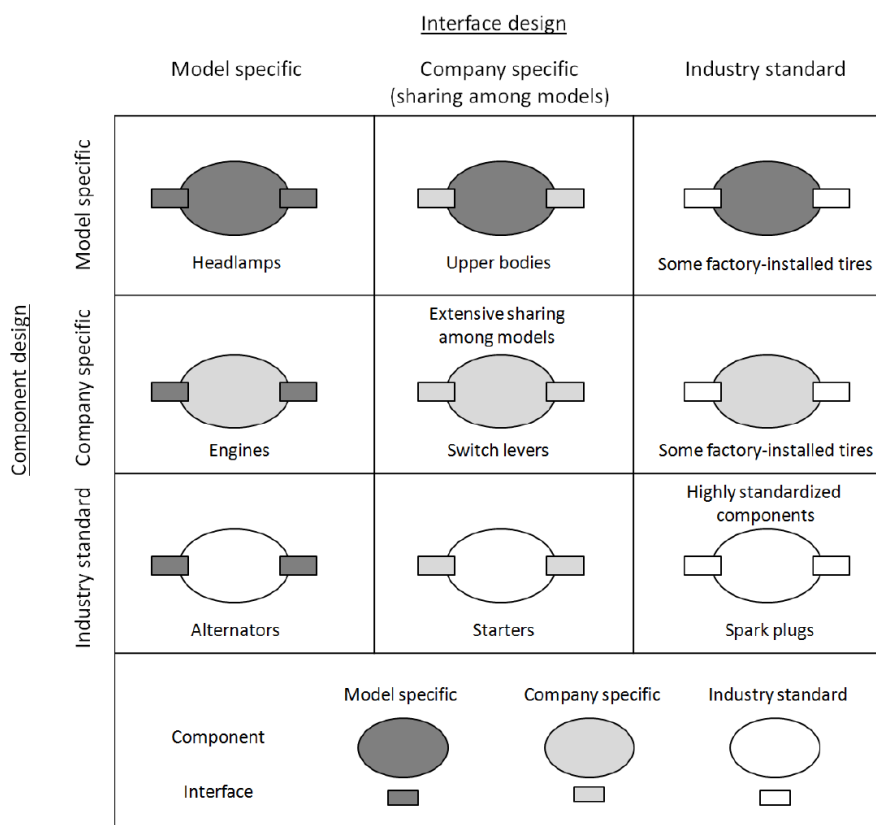 Interface design
Model specific
Company specific
(sharing among models)
Industry standard
Component design
Model specific
Headlamps
Upper bodies
Some factory-installed tires
Company specific
Extensive sharing
among models
Engines
Switch levers
Some factory-installed tires
Industry standard
Highly standardized
components
Alternators
Starters
Spark plugs
Model specific
Company specific
Industry standard
Component
Interface